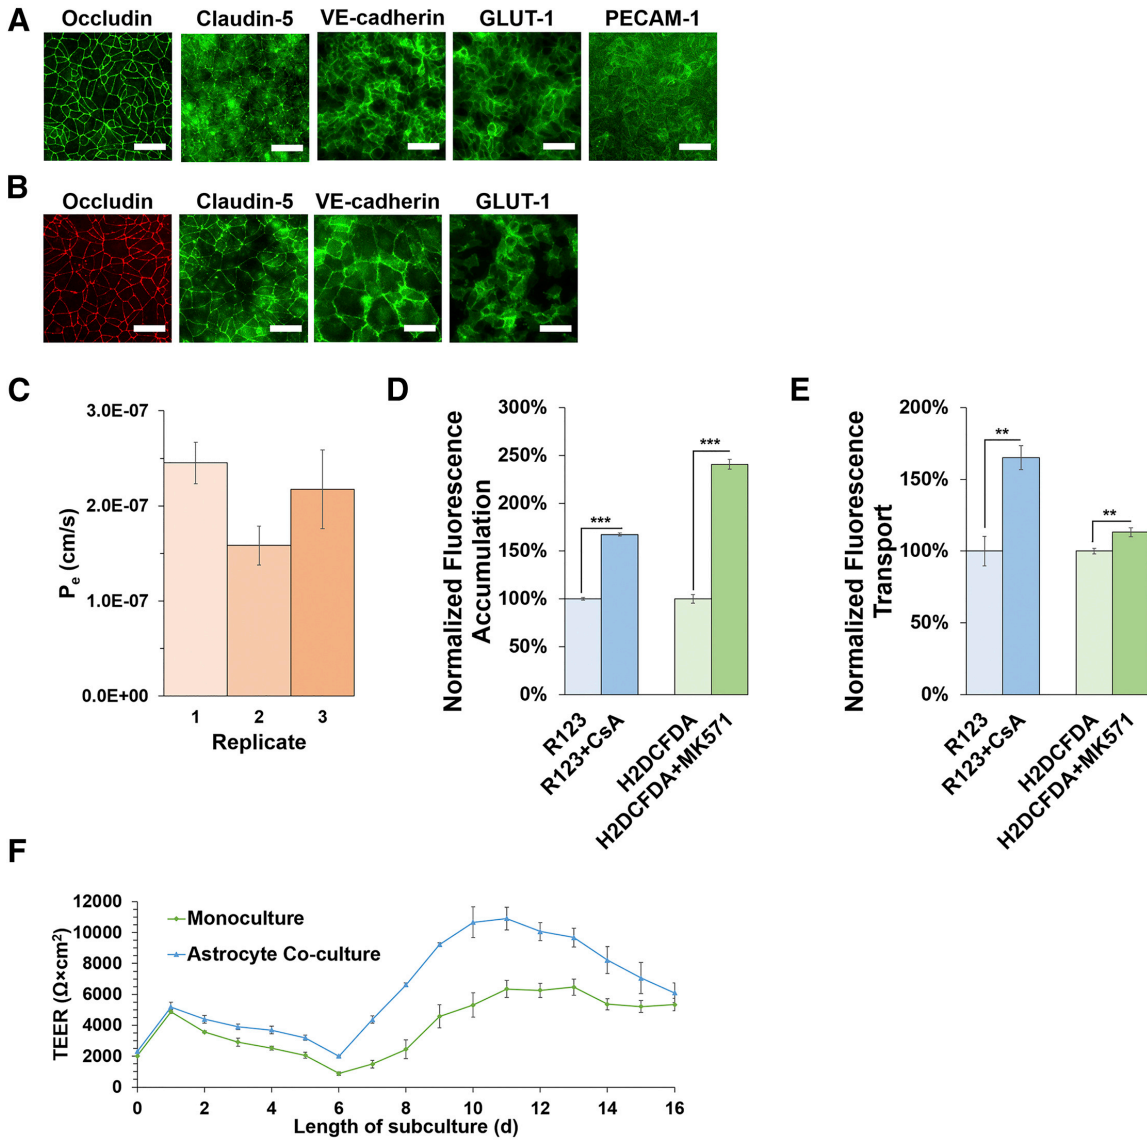 A
Occludin Claudin-5 VE-cadherin GLUT-1 PECAM-1
B
Occludin Claudin-5 VE-cadherin GLUT-1
C
3.0E-07
2.0E-07
1.0E-07
0.0E+00
Pe (cm/s)
1 2 3
Replicate
D
300%
250%
200%
150%
100%
50%
0%
Normalized Fluorescence
Accumulation
***
***
R123
R123+CsA
H2DCFDA
H2DCFDA+MK571
E
200%
150%
100%
50%
0%
Normalized Fluorescence
Transport
**
**
R123
R123+CsA
H2DCFDA
H2DCFDA+MK571
F
12000
10000
8000
6000
4000
2000
0
TEER (Ω×cm²)
Monoculture
Astrocyte Co-culture
0 2 4 6 8 10 12 14 16
Length of subculture (d)